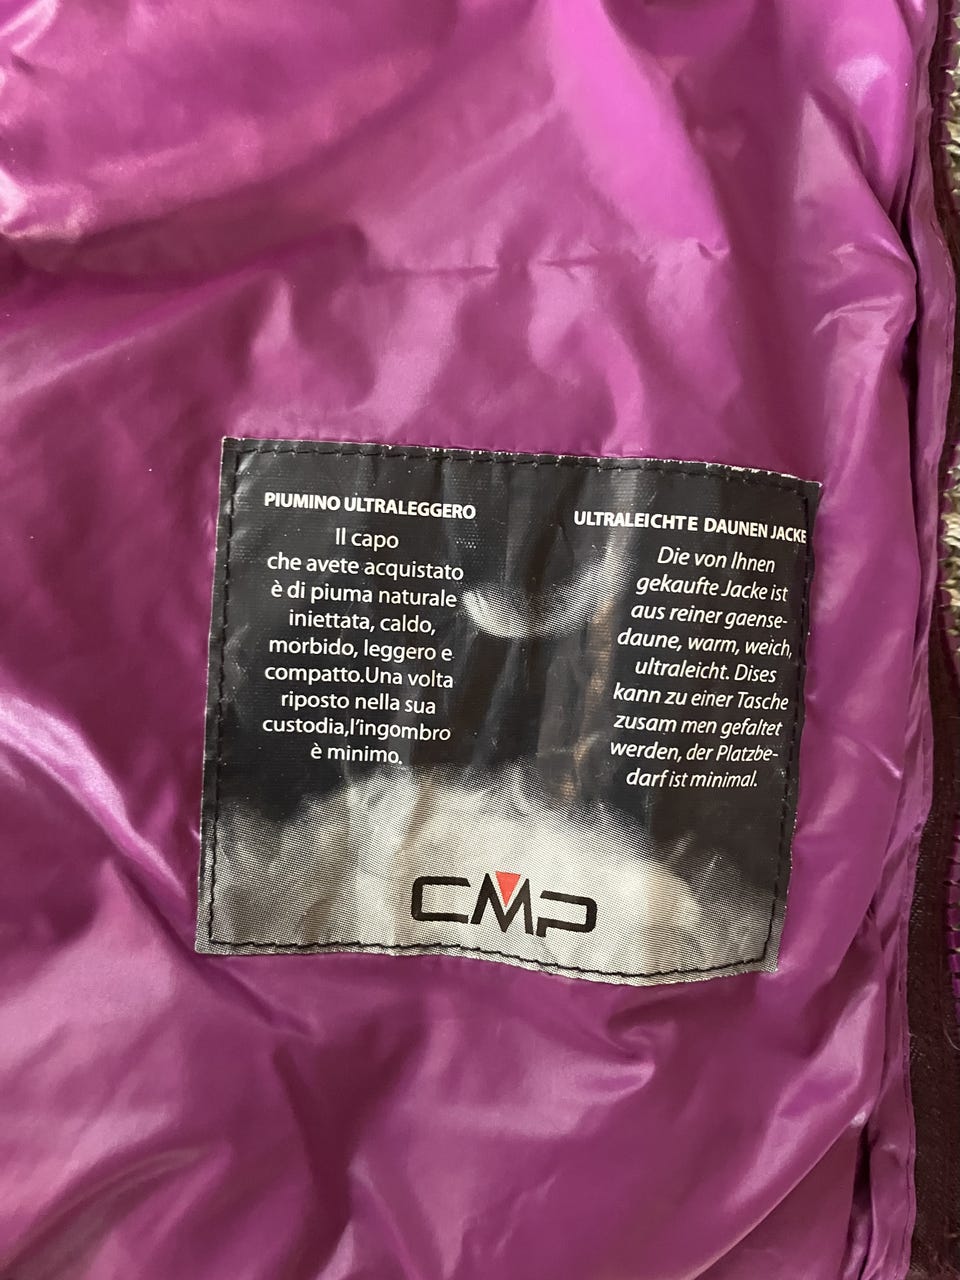 PIUMINO ULTRALEGGERO
Il capo
che avete acquistato
è di piuma naturale
iniettata, caldo,
morbido, leggero e
compatto.Una volta
riposto nella sua
custodia,l'ingombro
è minimo.
ULTRALEICHTE DAUNEN JACKE
Die von Ihnen
gekaufte Jacke ist
aus reiner gaense-
daune, warm, weich,
ultraleicht. Dises
kann zu einer Tasche
zusam men gefaltet
werden, der Platzbe-
darf ist minimal.
CMP